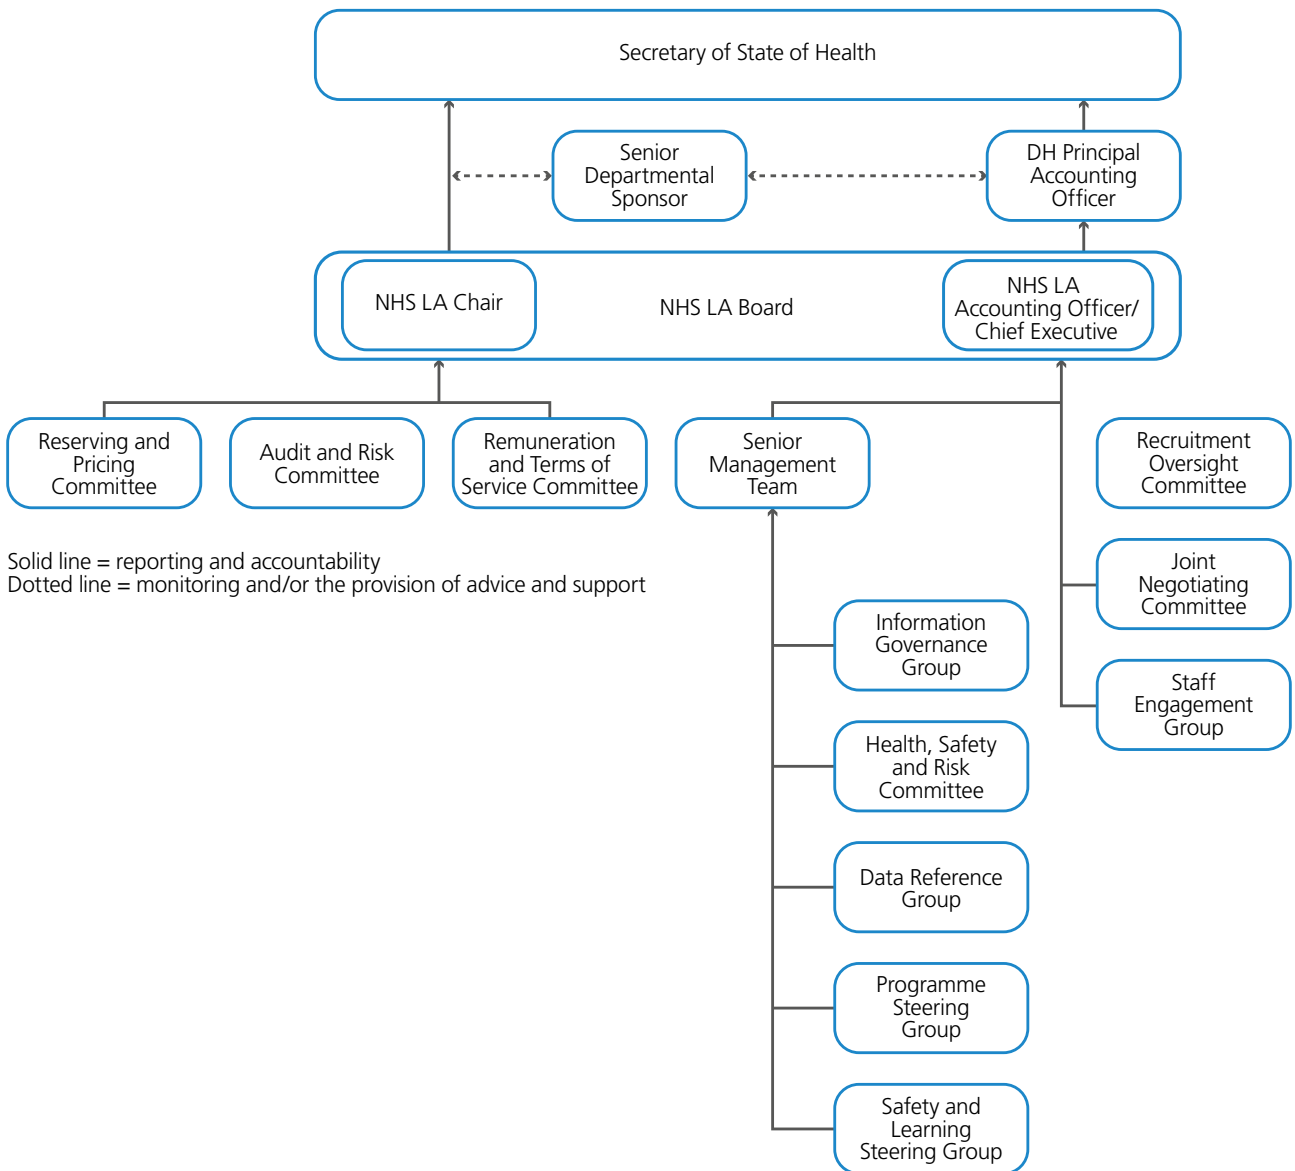 Secretary of State of Health
Senior
Departmental
Sponsor
DH Principal
Accounting
Officer
NHS LA Chair
NHS LA Board
NHS LA
Accounting Officer/
Chief Executive
Reserving and
Pricing
Committee
Audit and Risk
Committee
Remuneration
and Terms of
Service Committee
Senior
Management
Team
Recruitment
Oversight
Committee
Solid line = reporting and accountability
Dotted line = monitoring and/or the provision of advice and support
Joint
Negotiating
Committee
Information
Governance
Group
Staff
Engagement
Group
Health, Safety
and Risk
Committee
Data Reference
Group
Programme
Steering
Group
Safety and
Learning
Steering Group